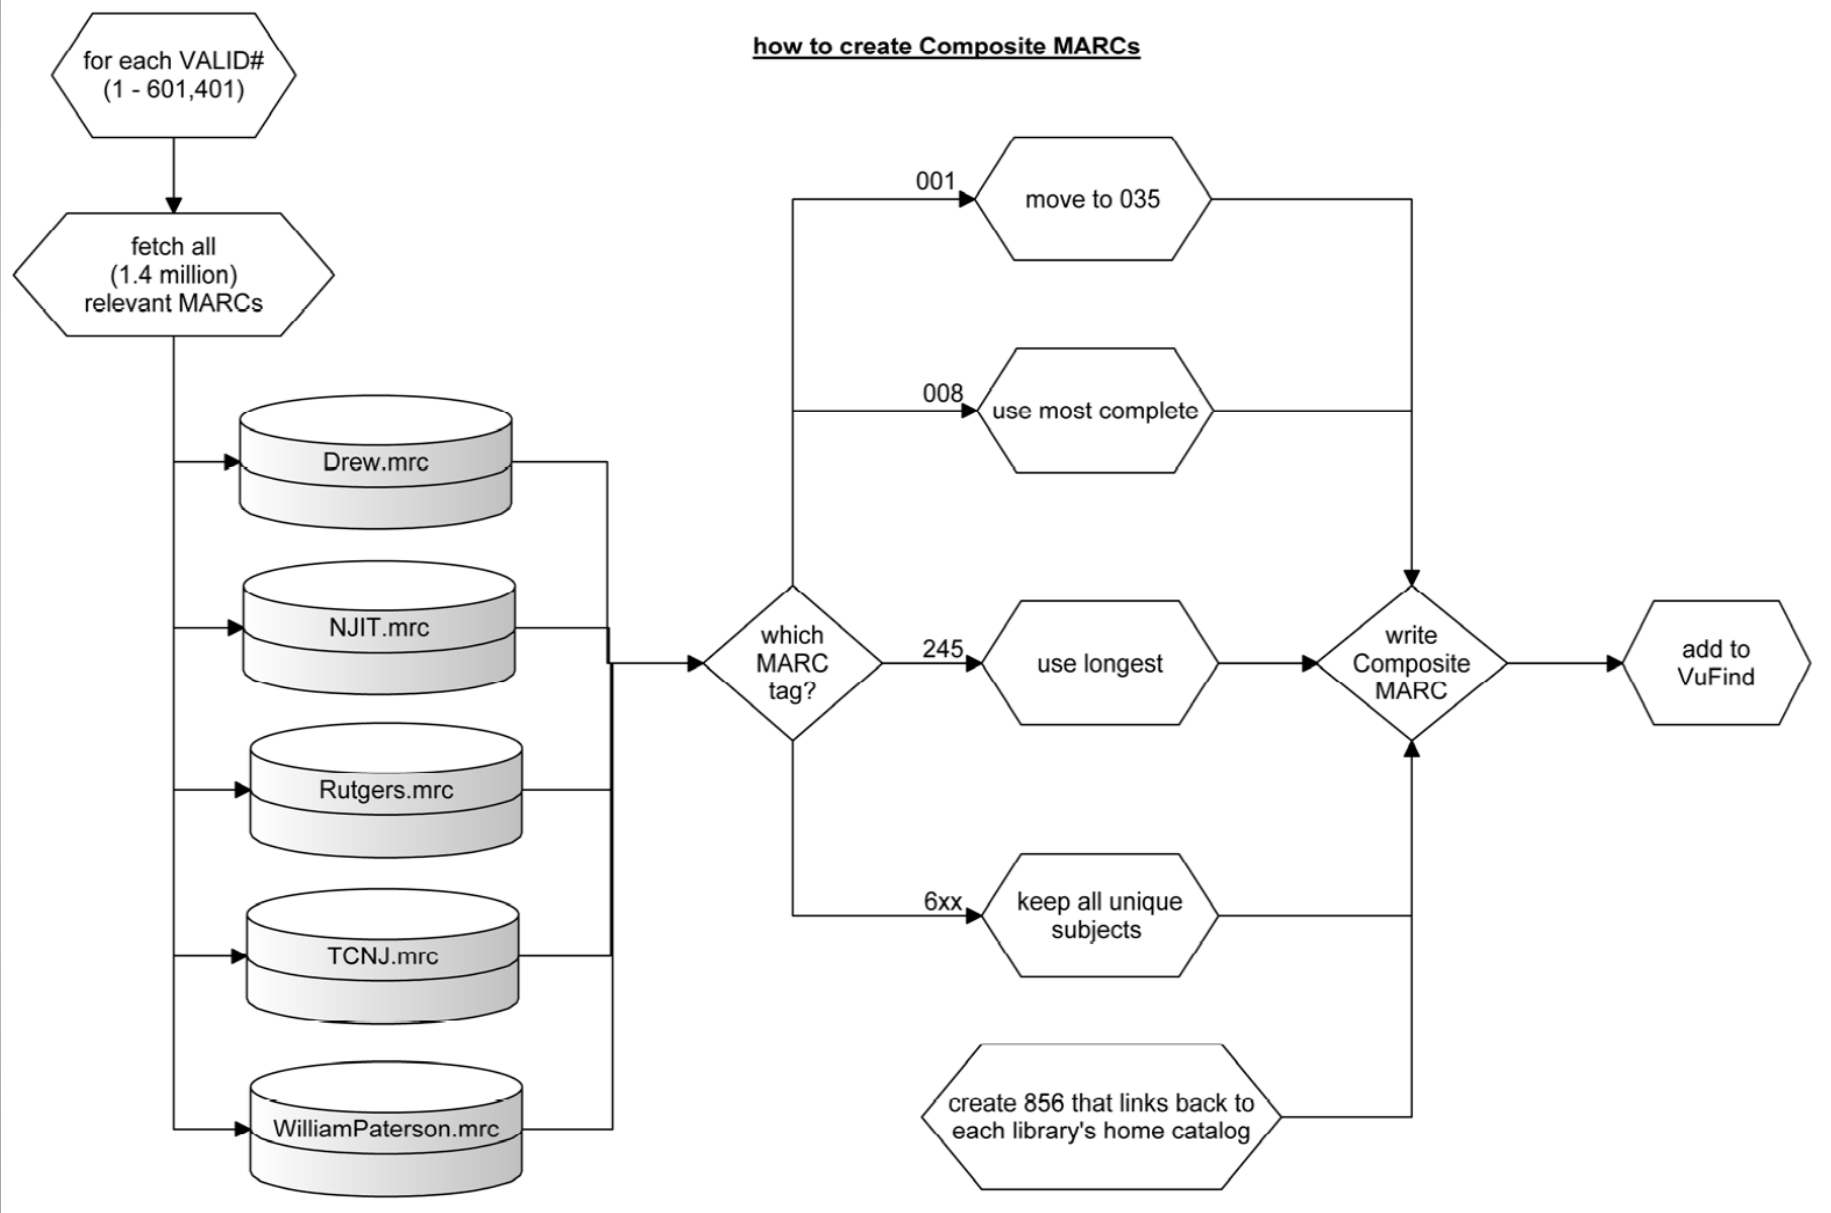 how to create Composite MARCs
for each VALID#
(1 - 601,401)
fetch all
(1.4 million)
relevant MARCs
Drew.mrc
NJIT.mrc
Rutgers.mrc
TCNJ.mrc
WilliamPaterson.mrc
which
MARC
tag?
001
move to 035
008
use most complete
245
use longest
6xx
keep all unique
subjects
create 856 that links back to
each library's home catalog
write
Composite
MARC
add to
VuFind